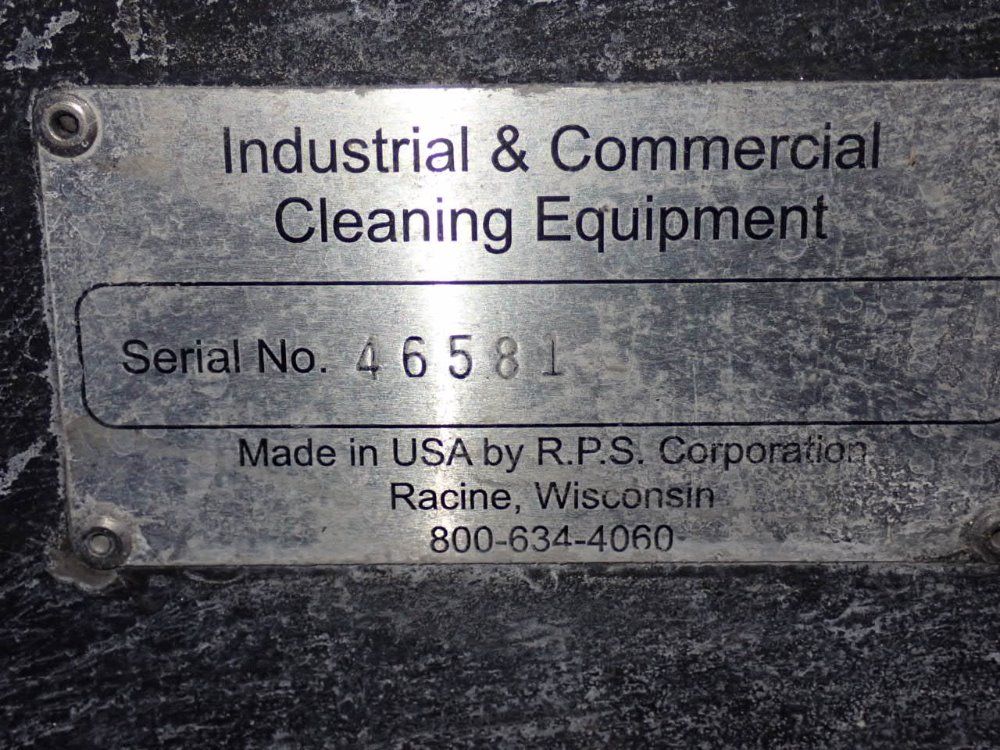 Industrial & Commercial
Cleaning Equipment
Serial No. 46581
Made in USA by R.P.S. Corporation
Racine, Wisconsin
800-634-4060